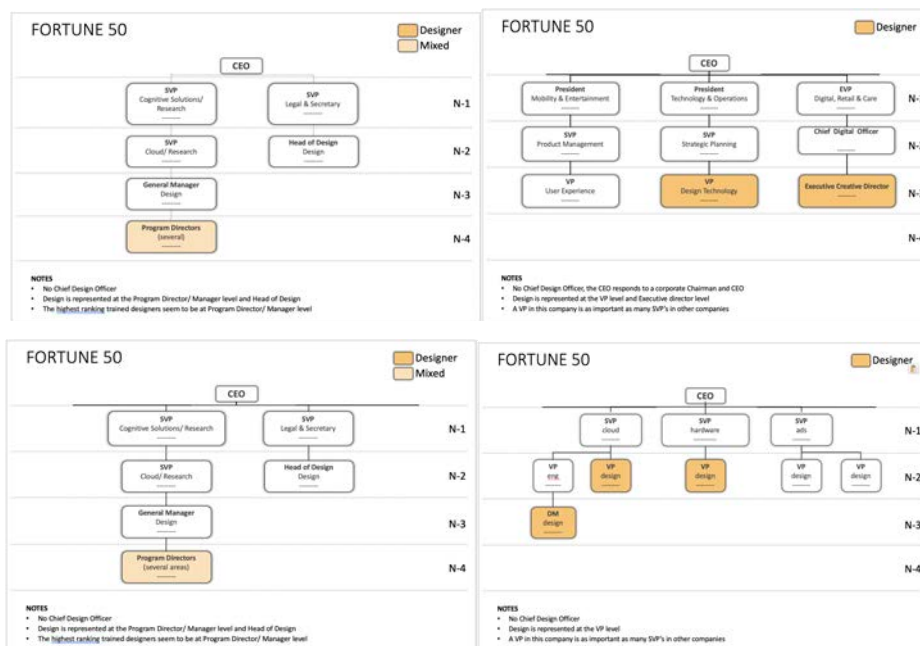 FORTUNE 50
Designer
Mixed
CEO
SVP
Cognitive Solutions/
Research
SVP
Legal & Secretary
N-1
SVP
Cloud/ Research
Head of Design
Design
N-2
General Manager
Design
N-3
Program Directors
(several)
N-4
NOTES
• No Chief Design Officer
• Design is represented at the Program Director/ Manager level and Head of Design
• The highest ranking trained designers seem to be at Program Director/ Manager level
FORTUNE 50
Designer
CEO
President
Mobility & Entertainment
President
Technology & Operations
EVP
Digital, Retail & Care
N-
SVP
Product Management
SVP
Strategic Planning
Chief Digital Officer
N-
VP
User Experience
VP
Design Technology
Executive Creative Director
N-
N-
NOTES
• No Chief Design Officer, the CEO responds to a corporate Chairman and CEO
• Design is represented at the VP level and Executive director level
• A VP in this company is as important as many SVP's in other companies
FORTUNE 50
Designer
Mixed
CEO
SVP
Cognitive Solutions/ Research
SVP
Legal & Secretary
N-1
SVP
Cloud/ Research
Head of Design
Design
N-2
General Manager
Design
N-3
Program Directors
(several areas)
N-4
NOTES
• No Chief Design Officer
• Design is represented at the Program Director/ Manager level and Head of Design
• The highest ranking trained designers seem to be at Program Director/ Manager level
FORTUNE 50
Designer
CEO
SVP
cloud
SVP
hardware
SVP
ads
N-1
VP
eng
VP
design
VP
design
VP
design
VP
design
N-2
DM
design
N-3
N-4
NOTES
• No Chief Design Officer
• Design is represented at the VP level
• A VP in this company is as important as many SVP's in other companies